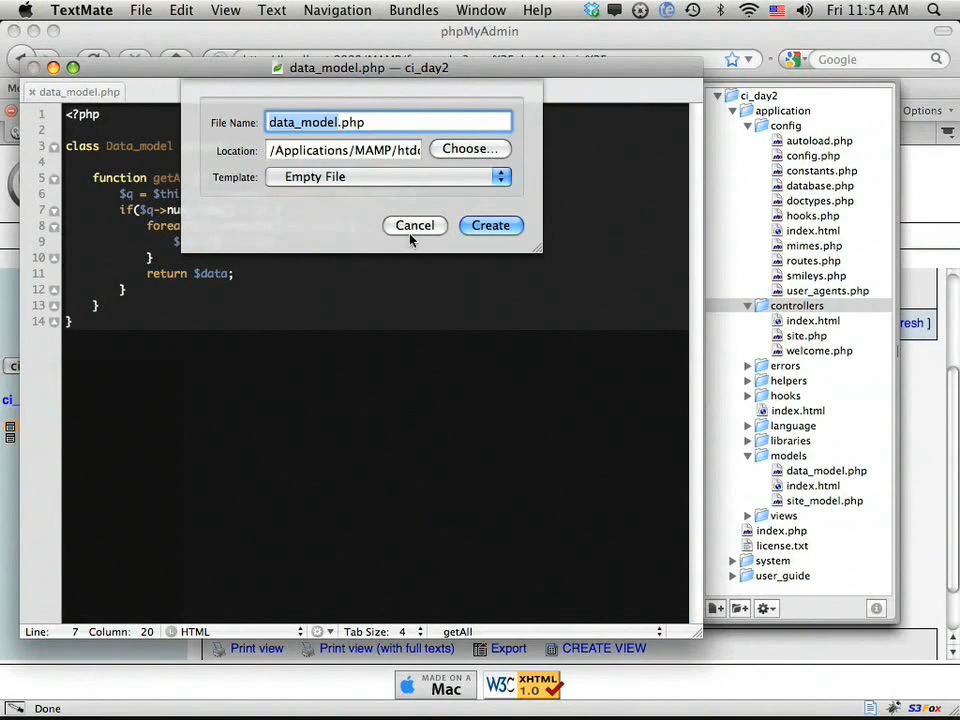 TextMate File Edit View Text Navigation Bundles Window Help Fri 11:54 AM
phpMyAdmin
Google
data_model.php — ci_day2
data_model.php
Options
File Name: data_model.php
Location: /Applications/MAMP/htdo
Choose...
Template: Empty File
Cancel Create
1 <?php
2
3 class Data_model
4
5 function getA
6 $q = $thi
7 if($q->nu
8 forea
9 $
10 }
11 return $data;
12 }
13 }
14 }
ci_day2
application
config
autoload.php
config.php
constants.php
database.php
doctypes.php
hooks.php
index.html
mimes.php
routes.php
smileys.php
user_agents.php
controllers
index.html
site.php
welcome.php
errors
helpers
hooks
index.html
language
libraries
models
data_model.php
index.html
site_model.php
views
index.php
license.txt
system
user_guide
resh ]
ci
ci_
Line: 7 Column: 20 HTML Tab Size: 4 getAll
Print view Print view (with full texts) Export CREATE VIEW
MADE ON A
Mac
W3C XHTML
1.0
Done S3Fox